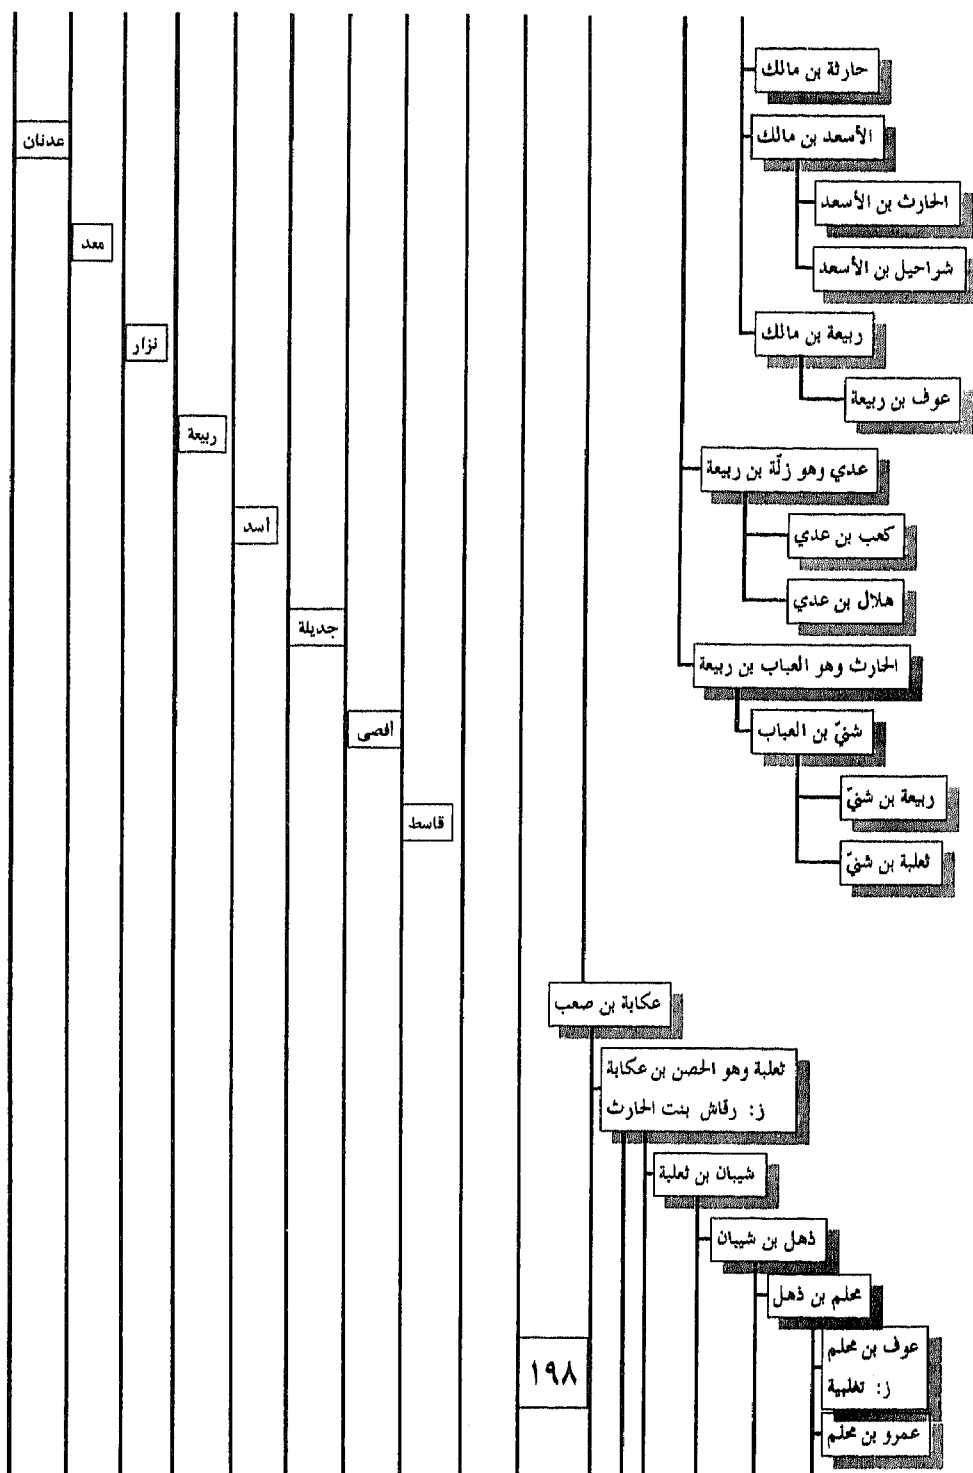 حارثة بن مالك
الأسعد بن مالك
الحارث بن الأسعد
شراحيل بن الأسعد
ربيعة بن مالك
عوف بن ربيعة
عدي وهو زلّة بن ربيعة
كعب بن عدي
هلال بن عدي
الحارث وهو العباب بن ربيعة
شنيّ بن العباب
ربيعة بن شنيّ
ثعلبة بن شنيّ
عدنان
معد
نزار
ربيعة
أسد
جديلة
أفصى
قاسط
عكابة بن صعب
ثعلبة وهو الحصن بن عكابة
ز: رقاش بنت الحارث
شيبان بن ثعلبة
ذهل بن شيبان
محلم بن ذهل
عوف بن محلم
ز: تغلبية
عمرو بن محلم
١٩٨